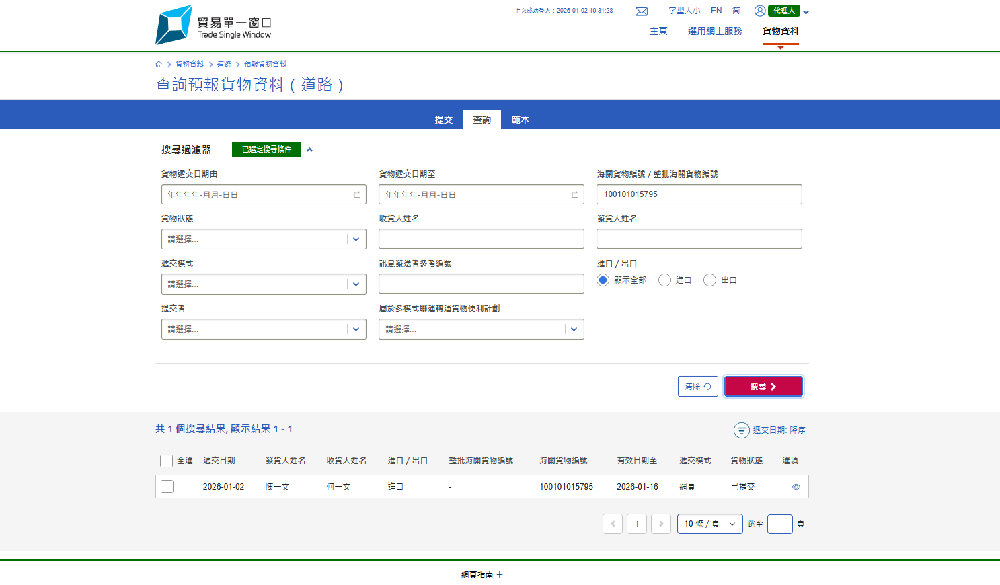 貿易單一窗口
Trade Single Window
上次成功登入：2026-01-02 10:31:28
字型大小 EN 简 代理人
主頁 選用網上服務 貨物資料
貨物資料 道路 預報貨物資料
查詢預報貨物資料 ( 道路 )
提交 查詢 範本
搜尋過濾器 已選定搜尋條件
貨物遞交日期由 貨物遞交日期至 海關貨物編號 / 整批海關貨物編號
年年年年-月月-日日 年年年年-月月-日日 100101015795
貨物狀態 收貨人姓名 發貨人姓名
請選擇...
遞交模式 訊息發送者參考編號 進口 / 出口
請選擇... 顯示全部 進口 出口
提交者 屬於多模式聯運轉運貨物便利計劃
請選擇... 請選擇...
清除 搜尋
共 1 個搜尋結果, 顯示結果 1 - 1 遞交日期: 降序
全選 遞交日期 發貨人姓名 收貨人姓名 進口 / 出口 整批海關貨物編號 海關貨物編號 有效日期至 遞交模式 貨物狀態 選項
2026-01-02 陳一文 何一文 進口 - 100101015795 2026-01-16 網頁 已提交
1 10 條 / 頁 跳至 頁
網頁指南 +